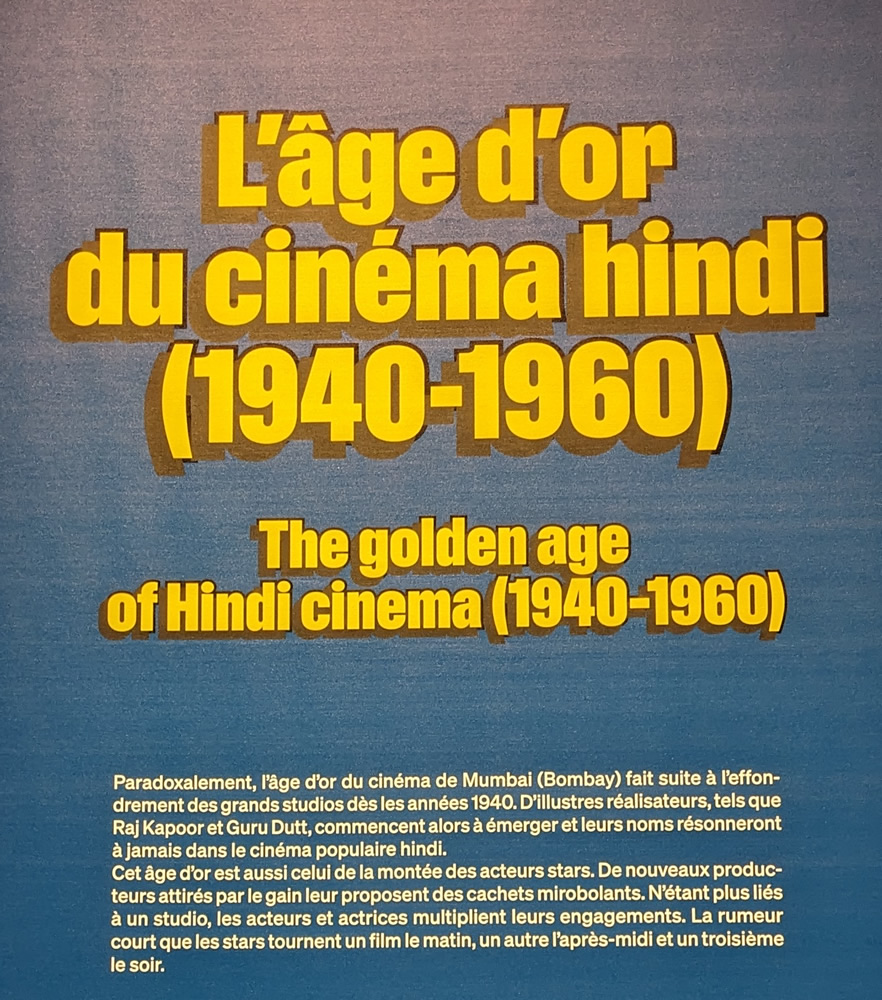 L'âge d'or
du cinéma hindi
(1940-1960)
The golden age
of Hindi cinema (1940-1960)
Paradoxalement, l'âge d'or du cinéma de Mumbai (Bombay) fait suite à l'effon-
drement des grands studios dès les années 1940. D'illustres réalisateurs, tels que
Raj Kapoor et Guru Dutt, commencent alors à émerger et leurs noms résonneront
à jamais dans le cinéma populaire hindi.
Cet âge d'or est aussi celui de la montée des acteurs stars. De nouveaux produc-
teurs attirés par le gain leur proposent des cachets mirobolants. N'étant plus liés
à un studio, les acteurs et actrices multiplient leurs engagements. La rumeur
court que les stars tournent un film le matin, un autre l'après-midi et un troisième
le soir.